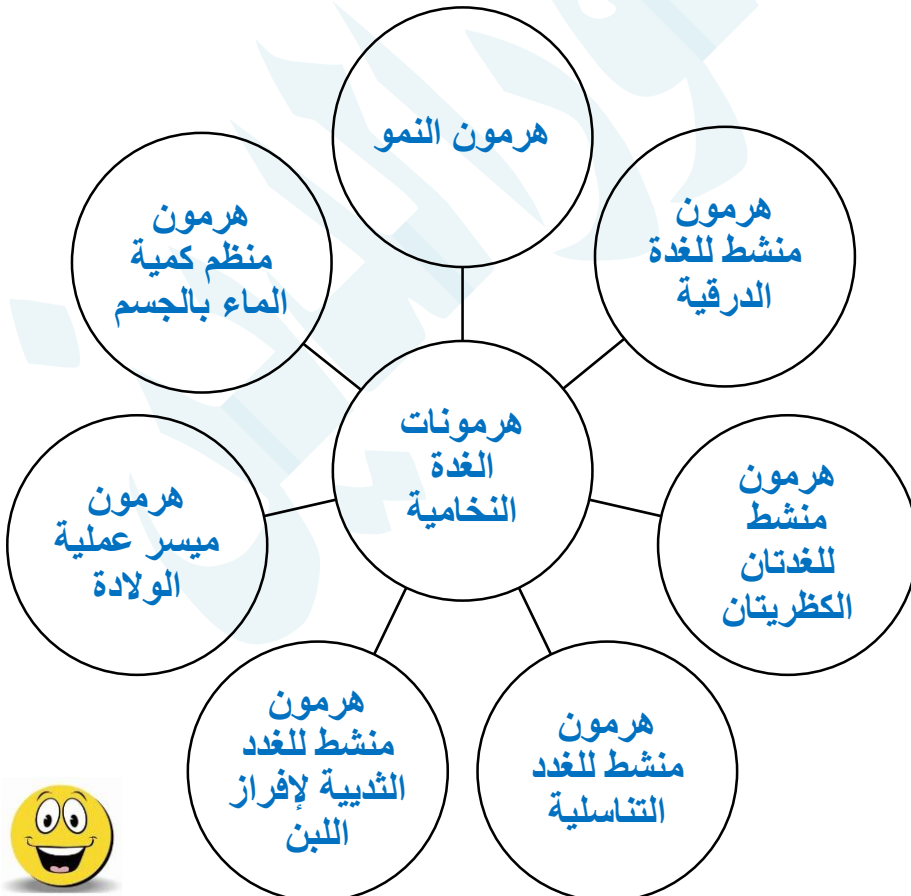 هرمون النمو
هرمون
منشط للغدة
الدرقية
هرمون
منشط
للغدتان
الكظريتان
هرمون
منشط للغدد
التناسلية
هرمون
منشط للغدد
الثديية لإفراز
اللبن
هرمون
ميسر عملية
الولادة
هرمون
منظم كمية
الماء بالجسم
هرمونات
الغدة
النخامية